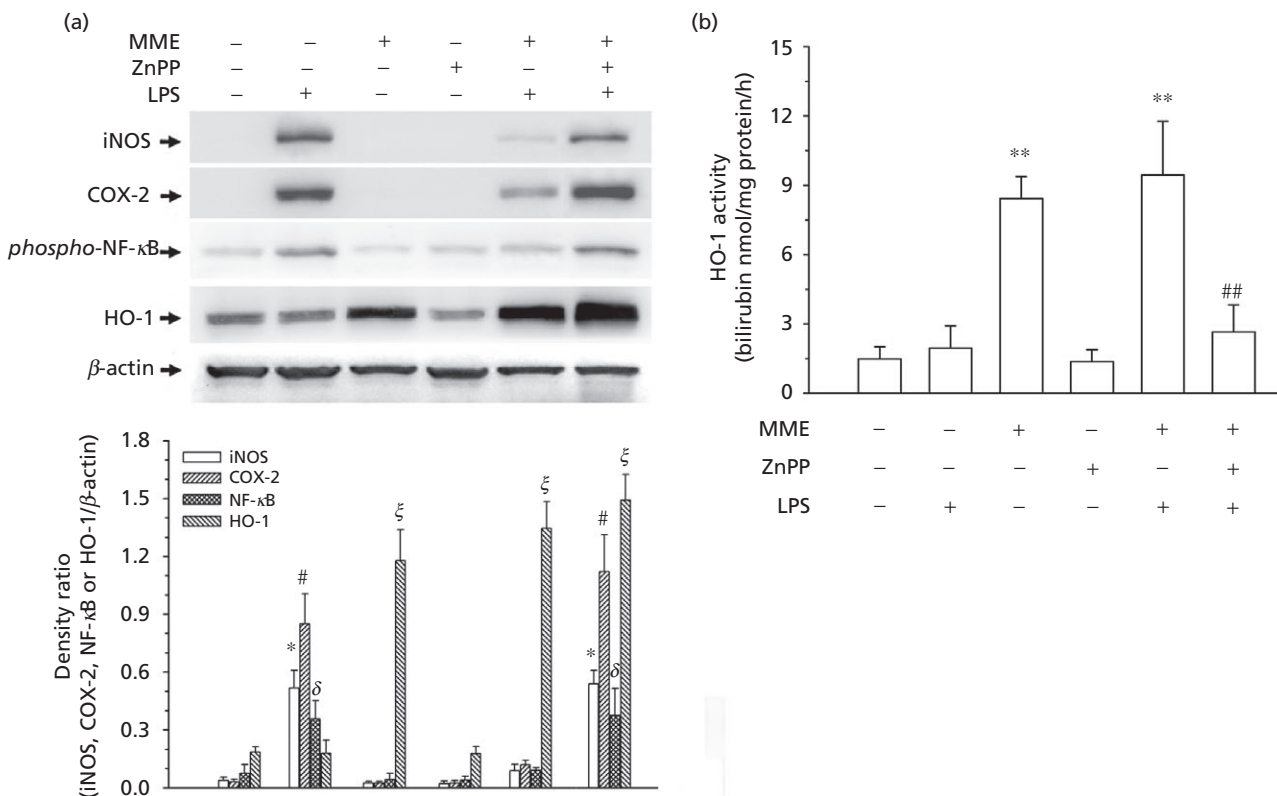 (a)
MME – – + – + +
ZnPP – – – + – +
LPS – + – – + +
iNOS
COX-2
phospho-NF-κB
HO-1
β-actin
1.8
1.5
1.2
0.9
0.6
0.3
0.0
Density ratio
(iNOS, COX-2, NF-κB or HO-1/β-actin)
iNOS
COX-2
NF-κB
HO-1
* # δ
ξ
ξ
* # δ ξ
(b)
15
12
9
6
3
0
HO-1 activity
(bilirubin nmol/mg protein/h)
**
**
##
MME – – + – + +
ZnPP – – – + – +
LPS – + – – + +